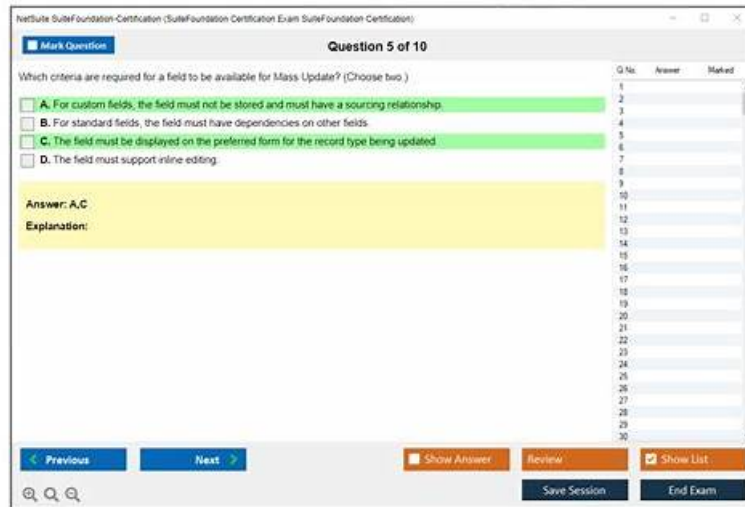 NetSuite SuiteFoundation-Certification (SuiteFoundation Certification Exam SuiteFoundation Certification)
Mark Question
Question 5 of 10
Which criteria are required for a field to be available for Mass Update? (Choose two.)
A. For custom fields, the field must not be stored and must have a sourcing relationship.
B. For standard fields, the field must have dependencies on other fields.
C. The field must be displayed on the preferred form for the record type being updated.
D. The field must support inline editing.
Answer: A,C
Explanation:
Q No. Answer Marked
1
2
3
4
5
6
7
8
9
10
11
12
13
14
15
16
17
18
19
20
21
22
23
24
25
26
27
28
29
30
Previous
Next
Show Answer
Review
Show List
Save Session
End Exam